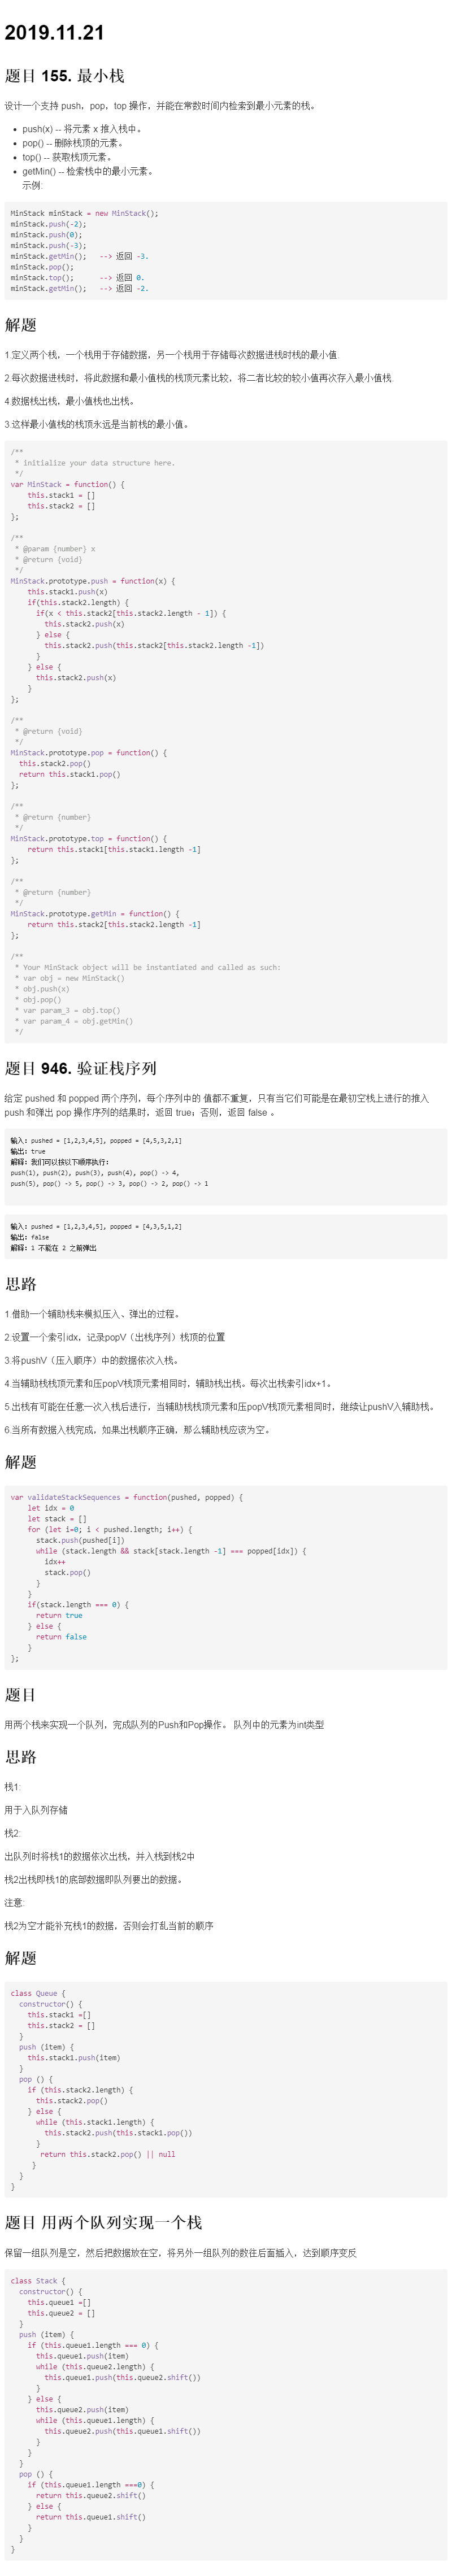 2019.11.21
题目 155. 最小栈
设计一个支持 push，pop，top 操作，并能在常数时间内检索到最小元素的栈。
• push(x) -- 将元素 x 推入栈中。
• pop() -- 删除栈顶的元素。
• top() -- 获取栈顶元素。
• getMin() -- 检索栈中的最小元素。
示例:
MinStack minStack = new MinStack();
minStack.push(-2);
minStack.push(0);
minStack.push(-3);
minStack.getMin();   --> 返回 -3.
minStack.pop();
minStack.top();      --> 返回 0.
minStack.getMin();   --> 返回 -2.
解题
1.定义两个栈，一个栈用于存储数据，另一个栈用于存储每次数据进栈时栈的最小值.
2.每次数据进栈时，将此数据和最小值栈的栈顶元素比较，将二者比较的较小值再次存入最小值栈.
4.数据栈出栈，最小值栈也出栈。
3.这样最小值栈的栈顶永远是当前栈的最小值。
/**
 * initialize your data structure here.
 */
var MinStack = function() {
    this.stack1 = []
    this.stack2 = []
};
/**
 * @param {number} x
 * @return {void}
 */
MinStack.prototype.push = function(x) {
    this.stack1.push(x)
    if(this.stack2.length) {
      if(x < this.stack2[this.stack2.length - 1]) {
        this.stack2.push(x)
      } else {
        this.stack2.push(this.stack2[this.stack2.length -1])
      }
    } else {
      this.stack2.push(x)
    }
};
/**
 * @return {void}
 */
MinStack.prototype.pop = function() {
  this.stack2.pop()
  return this.stack1.pop()
};
/**
 * @return {number}
 */
MinStack.prototype.top = function() {
    return this.stack1[this.stack1.length -1]
};
/**
 * @return {number}
 */
MinStack.prototype.getMin = function() {
    return this.stack2[this.stack2.length -1]
};
/**
 * Your MinStack object will be instantiated and called as such:
 * var obj = new MinStack()
 * obj.push(x)
 * obj.pop()
 * var param_3 = obj.top()
 * var param_4 = obj.getMin()
 */
题目 946. 验证栈序列
给定 pushed 和 popped 两个序列，每个序列中的 值都不重复，只有当它们可能是在最初空栈上进行的推入
push 和弹出 pop 操作序列的结果时，返回 true；否则，返回 false 。
输入: pushed = [1,2,3,4,5], popped = [4,5,3,2,1]
输出: true
解释: 我们可以按以下顺序执行:
push(1), push(2), push(3), push(4), pop() -> 4,
push(5), pop() -> 5, pop() -> 3, pop() -> 2, pop() -> 1
输入: pushed = [1,2,3,4,5], popped = [4,3,5,1,2]
输出: false
解释: 1 不能在 2 之前弹出
思路
1.借助一个辅助栈来模拟压入、弹出的过程。
2.设置一个索引idx，记录popV（出栈序列）栈顶的位置
3.将pushV（压入顺序）中的数据依次入栈。
4.当辅助栈栈顶元素和压popV栈顶元素相同时，辅助栈出栈。每次出栈索引idx+1。
5.出栈有可能在任意一次入栈后进行，当辅助栈栈顶元素和压popV栈顶元素相同时，继续让pushV入辅助栈。
6.当所有数据入栈完成，如果出栈顺序正确，那么辅助栈应该为空。
解题
var validateStackSequences = function(pushed, popped) {
    let idx = 0
    let stack = []
    for (let i=0; i < pushed.length; i++) {
      stack.push(pushed[i])
      while (stack.length && stack[stack.length -1] === popped[idx]) {
        idx++
        stack.pop()
      }
    }
    if(stack.length === 0) {
      return true
    } else {
      return false
    }
};
题目
用两个栈来实现一个队列，完成队列的Push和Pop操作。 队列中的元素为int类型
思路
栈1:
用于入队列存储
栈2:
出队列时将栈1的数据依次出栈，并入栈到栈2中
栈2出栈即栈1的底部数据即队列要出的数据。
注意:
栈2为空才能补充栈1的数据，否则会打乱当前的顺序
解题
class Queue {
  constructor() {
    this.stack1 =[]
    this.stack2 = []
  }
  push (item) {
    this.stack1.push(item)
  }
  pop () {
    if (this.stack2.length) {
      this.stack2.pop()
    } else {
      while (this.stack1.length) {
        this.stack2.push(this.stack1.pop())
      }
       return this.stack2.pop() || null
     }
  }
}
题目 用两个队列实现一个栈
保留一组队列是空，然后把数据放在空，将另外一组队列的数往后面插入，达到顺序变反
class Stack {
  constructor() {
    this.queue1 =[]
    this.queue2 = []
  }
  push (item) {
    if (this.queue1.length === 0) {
      this.queue1.push(item)
      while (this.queue2.length) {
        this.queue1.push(this.queue2.shift())
      }
    } else {
      this.queue2.push(item)
      while (this.queue1.length) {
        this.queue2.push(this.queue1.shift())
      }
    }
  }
  pop () {
    if (this.queue1.length ===0) {
      return this.queue2.shift()
    } else {
      return this.queue1.shift()
    }
  }
}